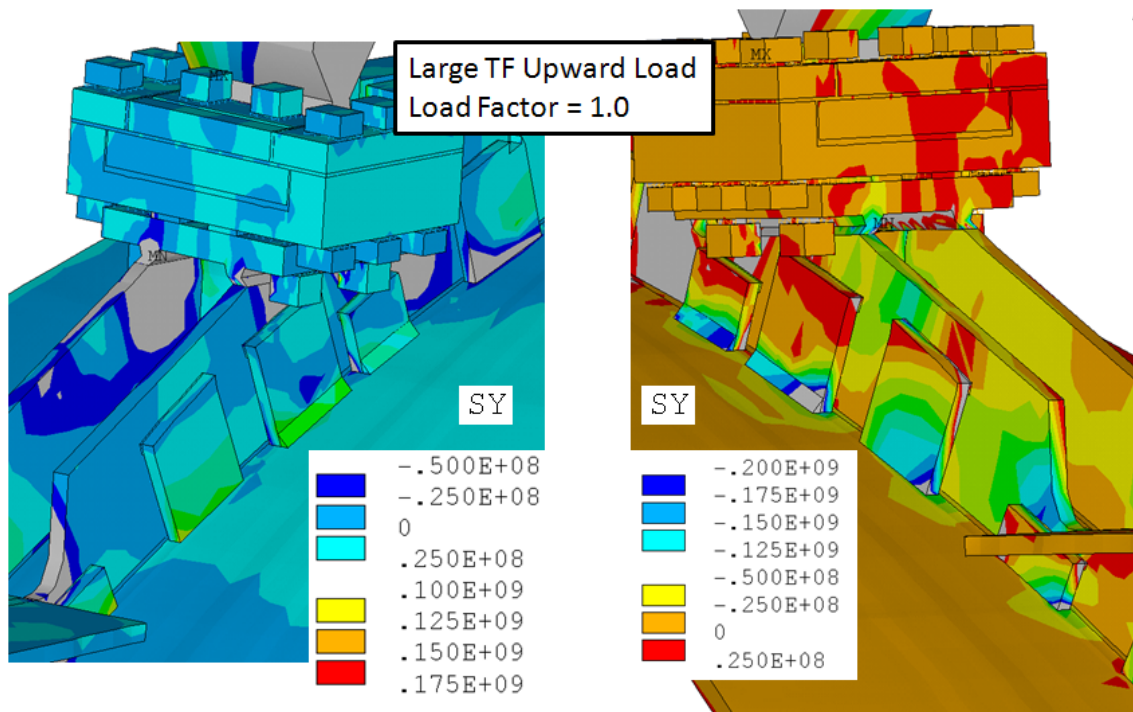 Large TF Upward Load
Load Factor = 1.0
MX
MN
SY
-.500E+08
-.250E+08
0
.250E+08
.100E+09
.125E+09
.150E+09
.175E+09
MX
MN
SY
-.200E+09
-.175E+09
-.150E+09
-.125E+09
-.500E+08
-.250E+08
0
.250E+08